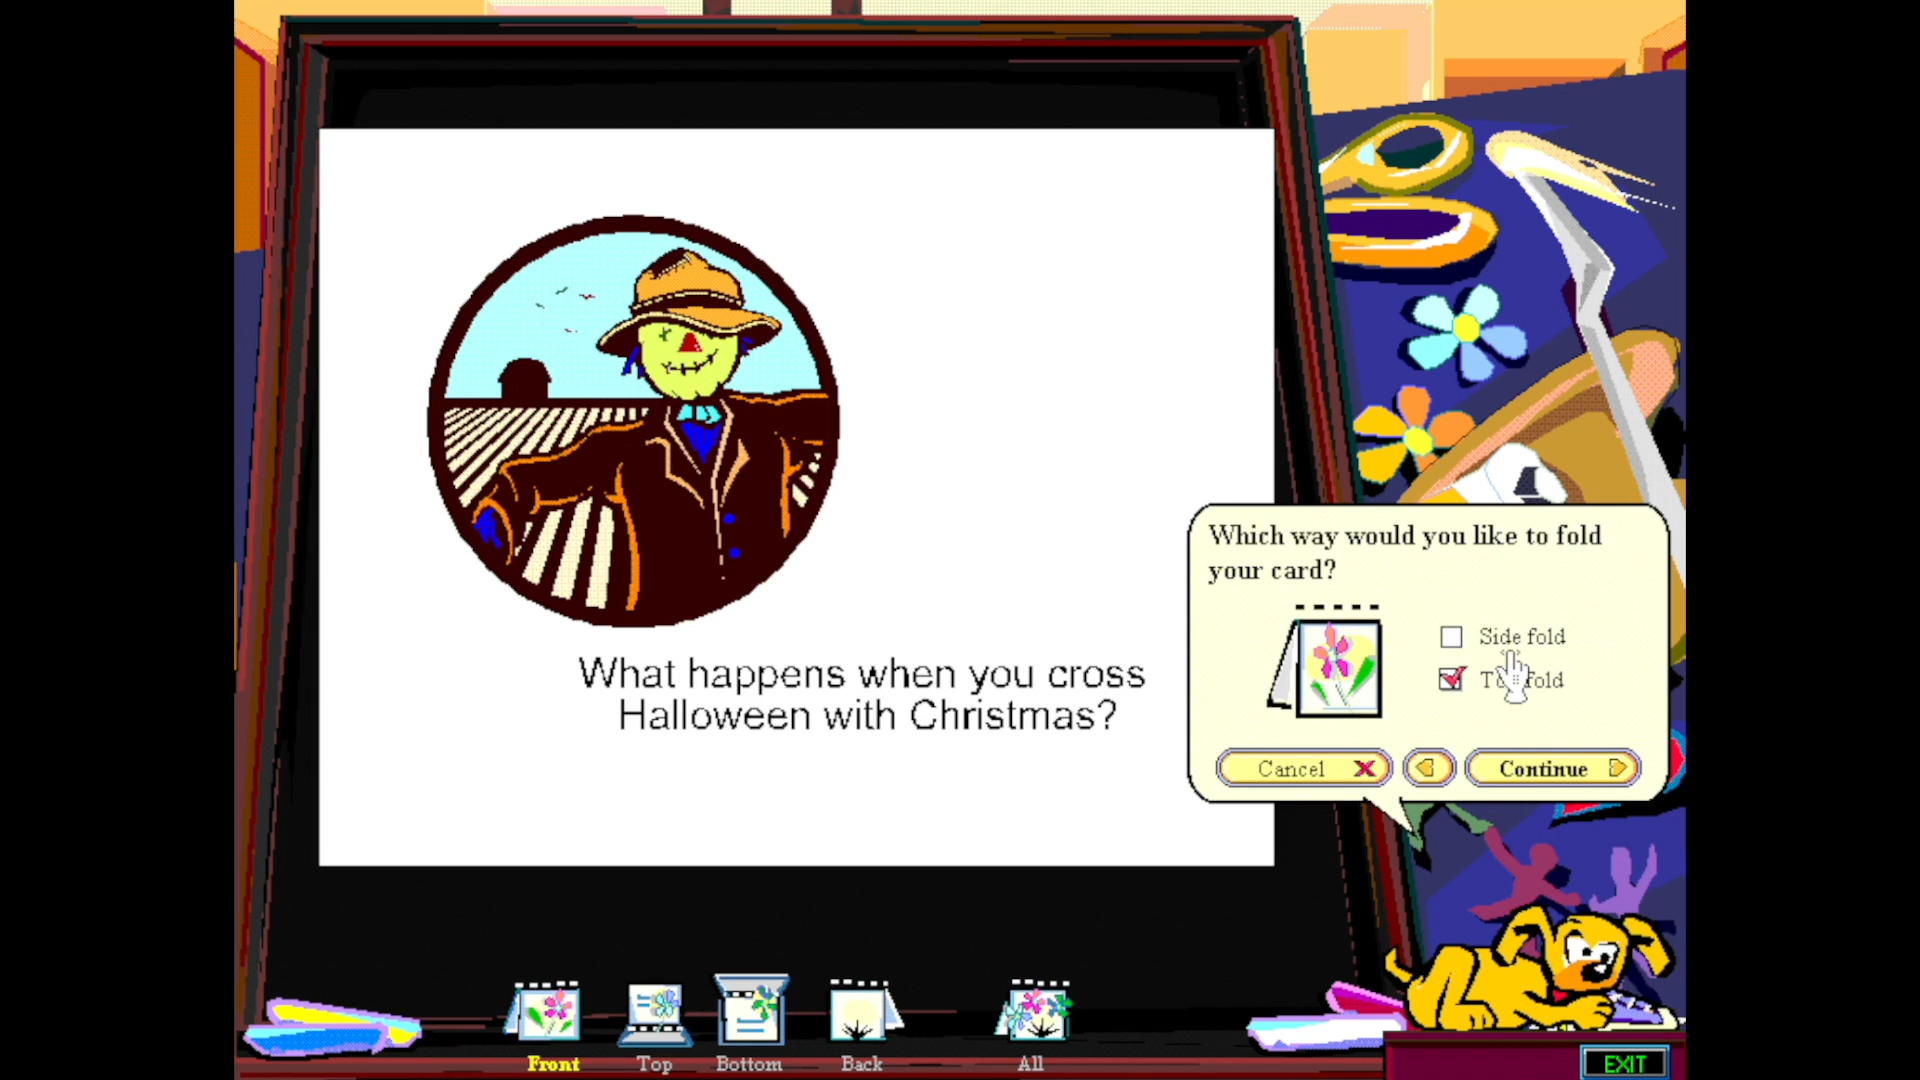 What happens when you cross
Halloween with Christmas?
Which way would you like to fold
your card?
Side fold
fold
Cancel
Continue
Front
Top
Bottom
Back
All
EXIT